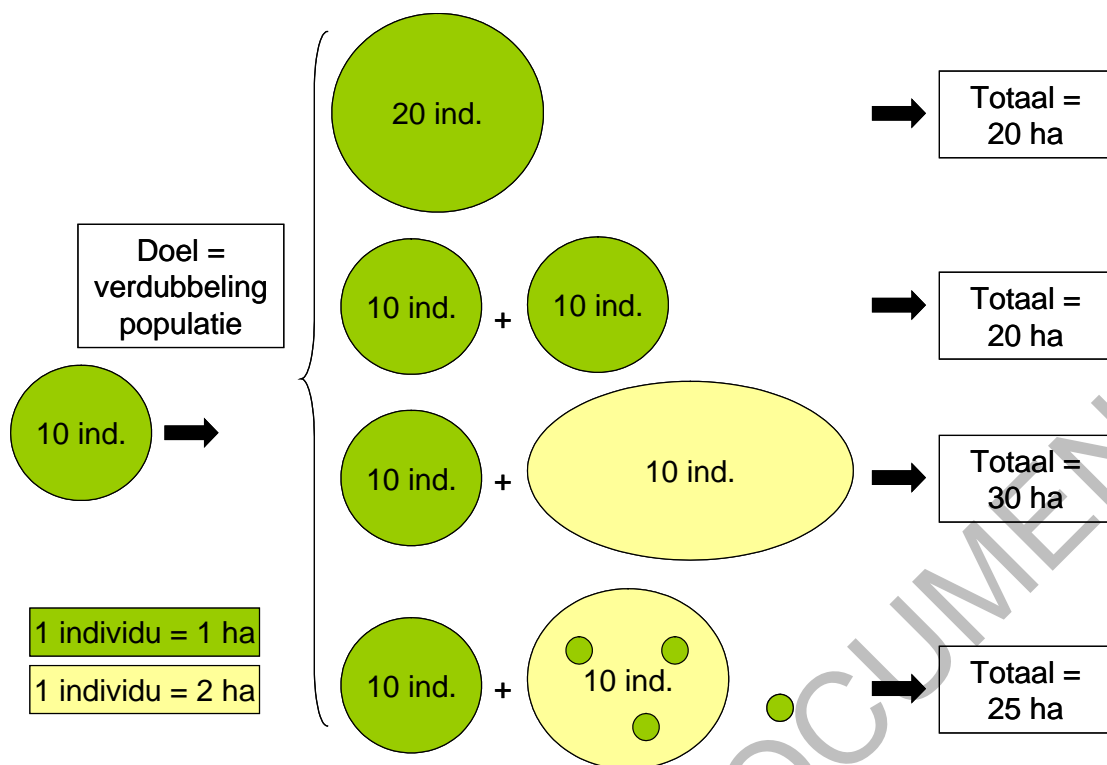 20 ind.
Totaal =
20 ha
Doel =
verdubbeling
populatie
10 ind.
+
10 ind.
Totaal =
20 ha
10 ind.
10 ind.
+
10 ind.
Totaal =
30 ha
1 individu = 1 ha
1 individu = 2 ha
10 ind.
+
10 ind.
Totaal =
25 ha
OCUMEN